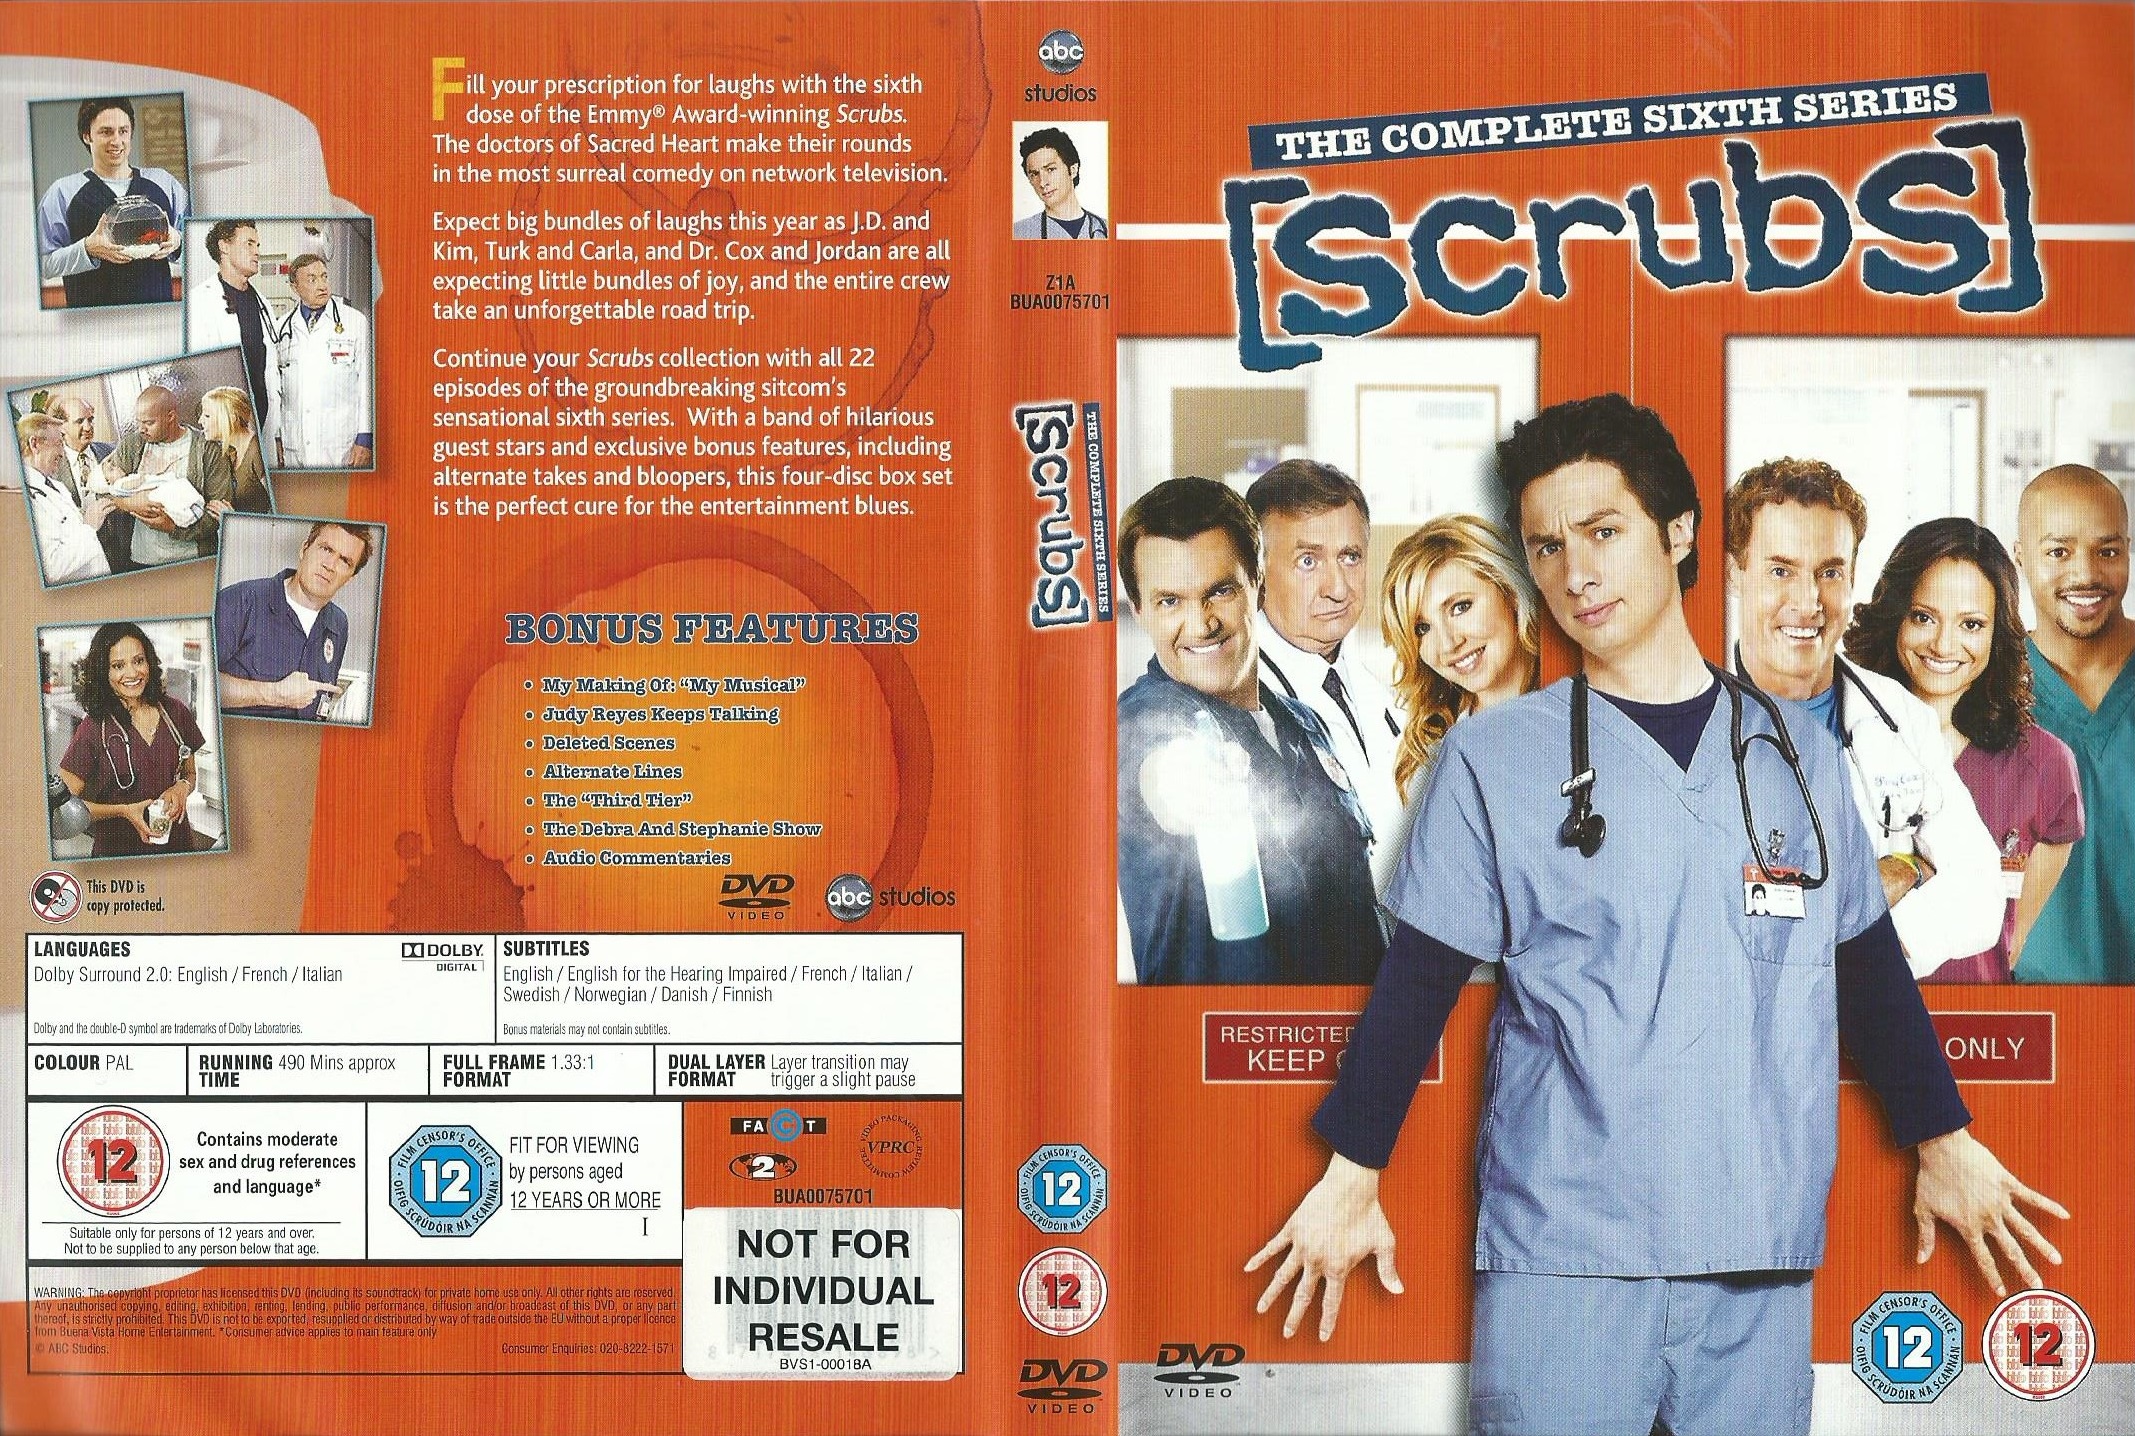 Fill your prescription for laughs with the sixth
dose of the Emmy® Award-winning Scrubs.
The doctors of Sacred Heart make their rounds
in the most surreal comedy on network television.
Expect big bundles of laughs this year as J.D. and
Kim, Turk and Carla, and Dr. Cox and Jordan are all
expecting little bundles of joy, and the entire crew
take an unforgettable road trip.
Continue your Scrubs collection with all 22
episodes of the groundbreaking sitcom's
sensational sixth series. With a band of hilarious
guest stars and exclusive bonus features, including
alternate takes and bloopers, this four-disc box set
is the perfect cure for the entertainment blues.
BONUS FEATURES
• My Making Of: "My Musical"
• Judy Reyes Keeps Talking
• Deleted Scenes
• Alternate Lines
• The "Third Tier"
• The Debra And Stephanie Show
• Audio Commentaries
This DVD is
copy protected.
DVD
VIDEO
abc studios
LANGUAGES
DOLBY
DIGITAL
Dolby Surround 2.0: English / French / Italian
Dolby and the double-D symbol are trademarks of Dolby Laboratories.
SUBTITLES
English / English for the Hearing Impaired / French / Italian /
Swedish / Norwegian / Danish / Finnish
Bonus materials may not contain subtitles.
COLOUR PAL
RUNNING 490 Mins approx
TIME
FULL FRAME 1.33:1
FORMAT
DUAL LAYER Layer transition may
FORMAT trigger a slight pause
12
Contains moderate
sex and drug references
and language*
Suitable only for persons of 12 years and over.
Not to be supplied to any person below that age.
FILM CENSOR'S OFFICE
12
OIFIG SCRÚDÓIR NA SCANNÁN
FIT FOR VIEWING
by persons aged
12 YEARS OR MORE
I
FACT
VIDEO PACKAGING REVIEW COMMITTEE
VPRC
2
BUA0075701
NOT FOR
INDIVIDUAL
RESALE
BVS1-00018A
WARNING: The copyright proprietor has licensed this DVD (including its soundtrack) for private home use only. All other rights are reserved.
Any unauthorised copying, editing, exhibition, renting, lending, public performance, diffusion and/or broadcast of this DVD, or any part
thereof, is strictly prohibited. This DVD is not to be exported, resupplied or distributed by way of trade outside the EU without a proper licence
from Buena Vista Home Entertainment. *Consumer advice applies to main feature only
© ABC Studios.
Consumer Enquiries: 020-8222-1571
abc
studios
Z1A
BUA0075701
THE COMPLETE SIXTH SERIES
[scrubs]
FILM CENSOR'S OFFICE
12
OIFIG SCRÚDÓIR NA SCANNÁN
12
DVD
VIDEO
THE COMPLETE SIXTH SERIES
[scrubs]
RESTRICTED
KEEP
ONLY
DVD
VIDEO
FILM CENSOR'S OFFICE
12
OIFIG SCRÚDÓIR NA SCANNÁN
12